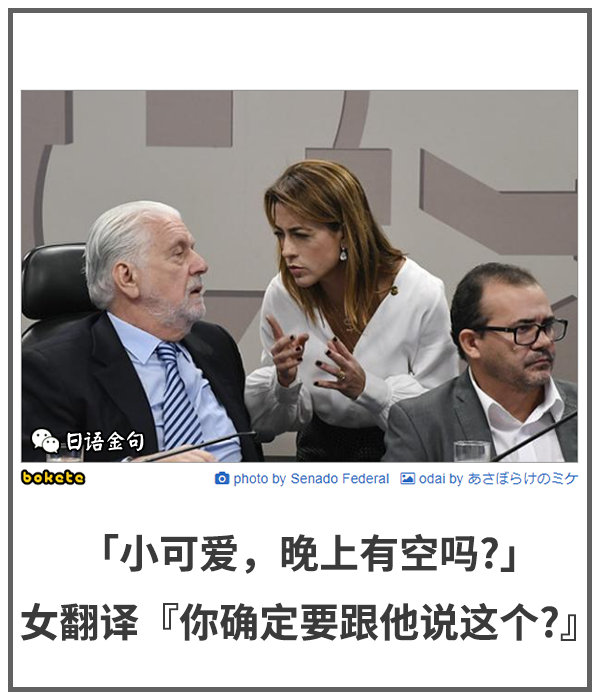 日语金句
bokete
photo by Senado Federal
odai by あさぼらけのミケ
「小可爱，晚上有空吗?」
女翻译『你确定要跟他说这个?』